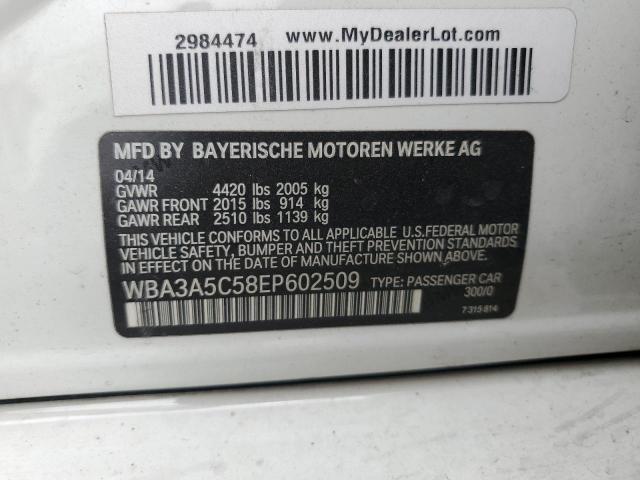 2984474 www.MyDealerLot.com
MFD BY BAYERISCHE MOTOREN WERKE AG
04/14
GVWR 4420 lbs 2005 kg
GAWR FRONT 2015 lbs 914 kg
GAWR REAR 2510 lbs 1139 kg
THIS VEHICLE CONFORMS TO ALL APPLICABLE U.S.FEDERAL MOTOR
VEHICLE SAFETY, BUMPER AND THEFT PREVENTION STANDARDS
IN EFFECT ON THE DATE OF MANUFACTURE SHOWN ABOVE.
WBA3A5C58EP602509 TYPE: PASSENGER CAR
300/0
7 315 814